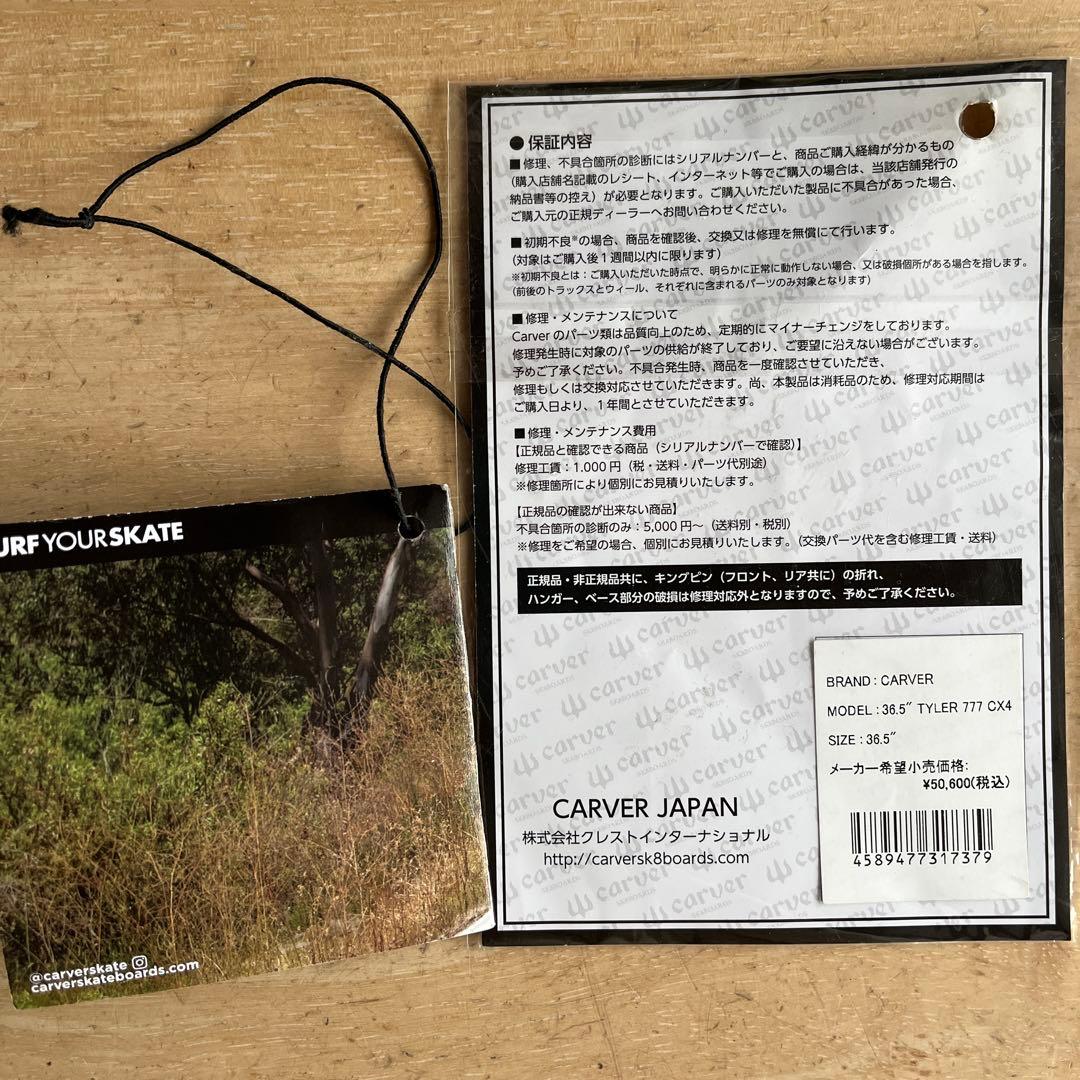 URF YOURSKATE
@carverskate
carverskateboards.com
● 保証内容
■ 修理、不具合箇所の診断にはシリアルナンバーと、商品ご購入経緯が分かるもの
（購入店舗名記載のレシート、インターネット等でご購入の場合は、当該店舗発行の
納品書等の控え）が必要となります。ご購入いただいた製品に不具合があった場合、
ご購入元の正規ディーラーへお問い合わせください。
■ 初期不良※の場合、商品を確認後、交換又は修理を無償にて行います。
（対象はご購入後１週間以内に限ります）
※初期不良とは：ご購入いただいた時点で、明らかに正常に動作しない場合、又は破損個所がある場合を指します。
（前後のトラックスとウィール、それぞれに含まれるパーツのみ対象となります）
■ 修理・メンテナンスについて
Carver のパーツ類は品質向上のため、定期的にマイナーチェンジをしております。
修理発生時に対象のパーツの供給が終了しており、ご要望に沿えない場合がございます。
予めご了承ください。不具合発生時、商品を一度確認させていただき、
修理もしくは交換対応させていただきます。尚、本製品は消耗品のため、修理対応期間は
ご購入日より、１年間とさせていただきます。
■ 修理・メンテナンス費用
【正規品と確認できる商品（シリアルナンバーで確認）】
修理工賃：1.000 円（税・送料・パーツ代別途）
※修理箇所により個別にお見積りいたします。
【正規品の確認が出来ない商品】
不具合箇所の診断のみ：5,000 円〜（送料別・税別）
※修理をご希望の場合、個別にお見積りいたします。（交換パーツ代を含む修理工賃・送料）
正規品・非正規品共に、キングピン（フロント、リア共に）の折れ、
ハンガー、ベース部分の破損は修理対応外となりますので、予めご了承ください。
BRAND : CARVER
MODEL : 36.5″ TYLER 777 CX4
SIZE : 36.5″
メーカー希望小売価格:
¥50,600(税込)
4589477317379
CARVER JAPAN
株式会社クレストインターナショナル
http://carversk8boards.com